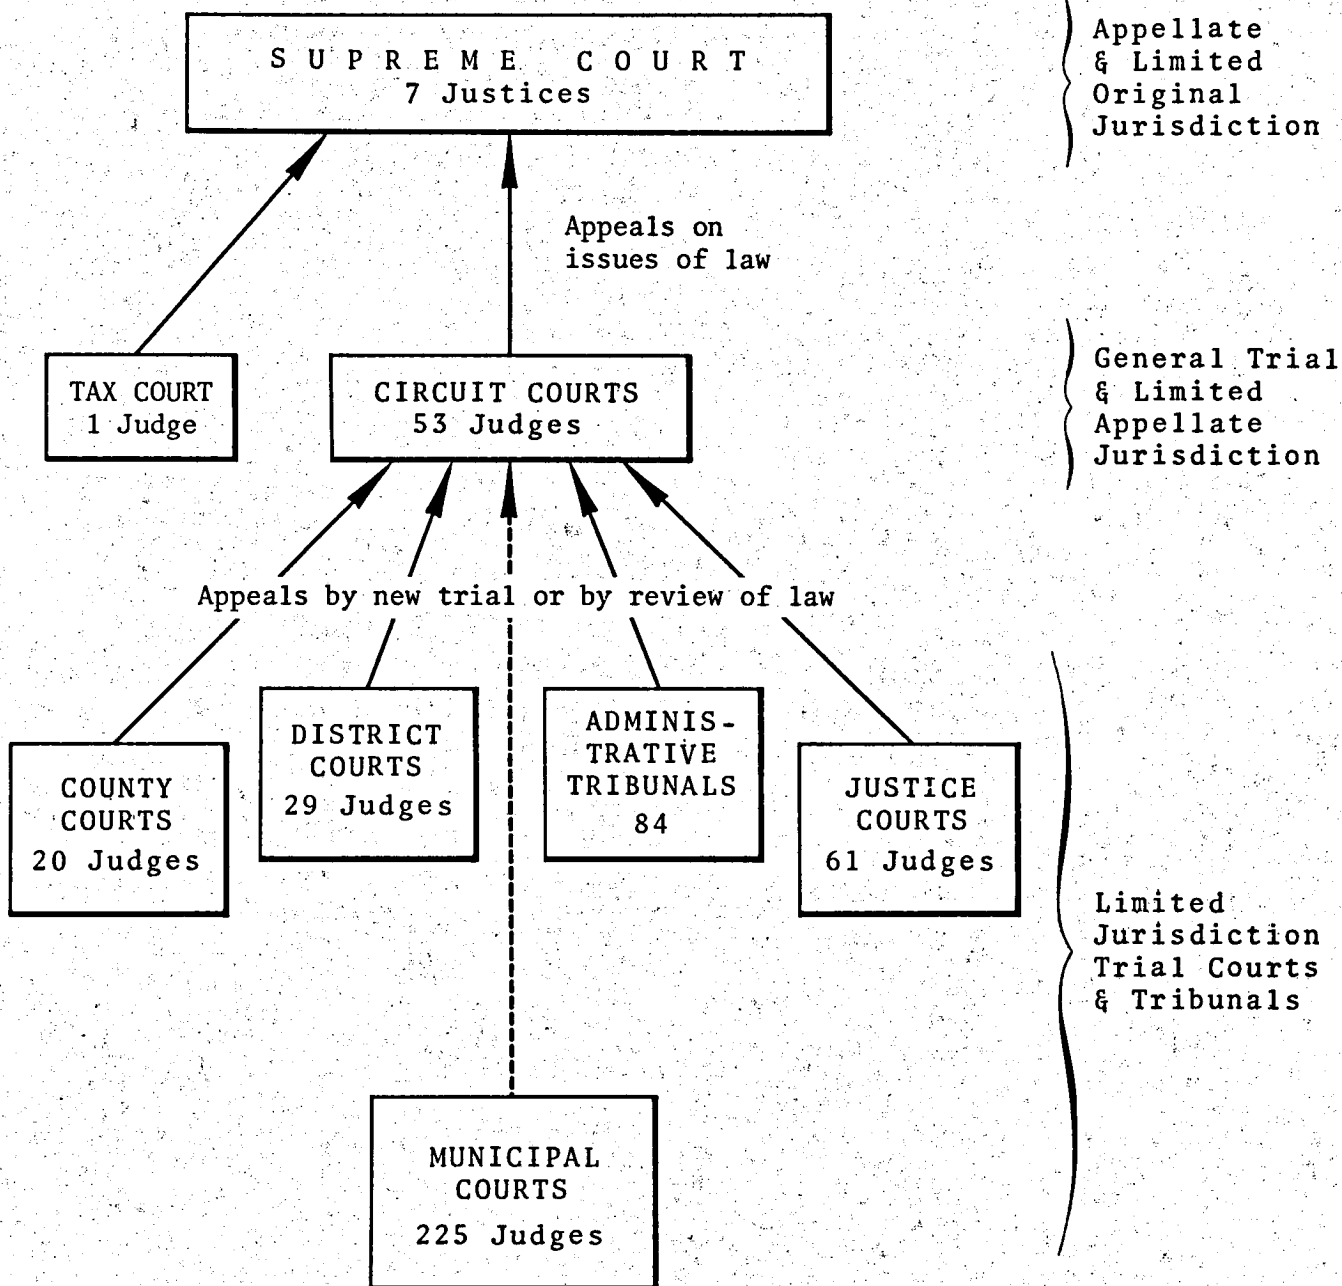 S U P R E M E   C O U R T
7 Justices
Appellate
& Limited
Original
Jurisdiction
Appeals on
issues of law
TAX COURT
1 Judge
CIRCUIT COURTS
53 Judges
General Trial
& Limited
Appellate
Jurisdiction
Appeals by new trial or by review of law
COUNTY
COURTS
20 Judges
DISTRICT
COURTS
29 Judges
ADMINIS-
TRATIVE
TRIBUNALS
84
JUSTICE
COURTS
61 Judges
Limited
Jurisdiction
Trial Courts
& Tribunals
MUNICIPAL
COURTS
225 Judges